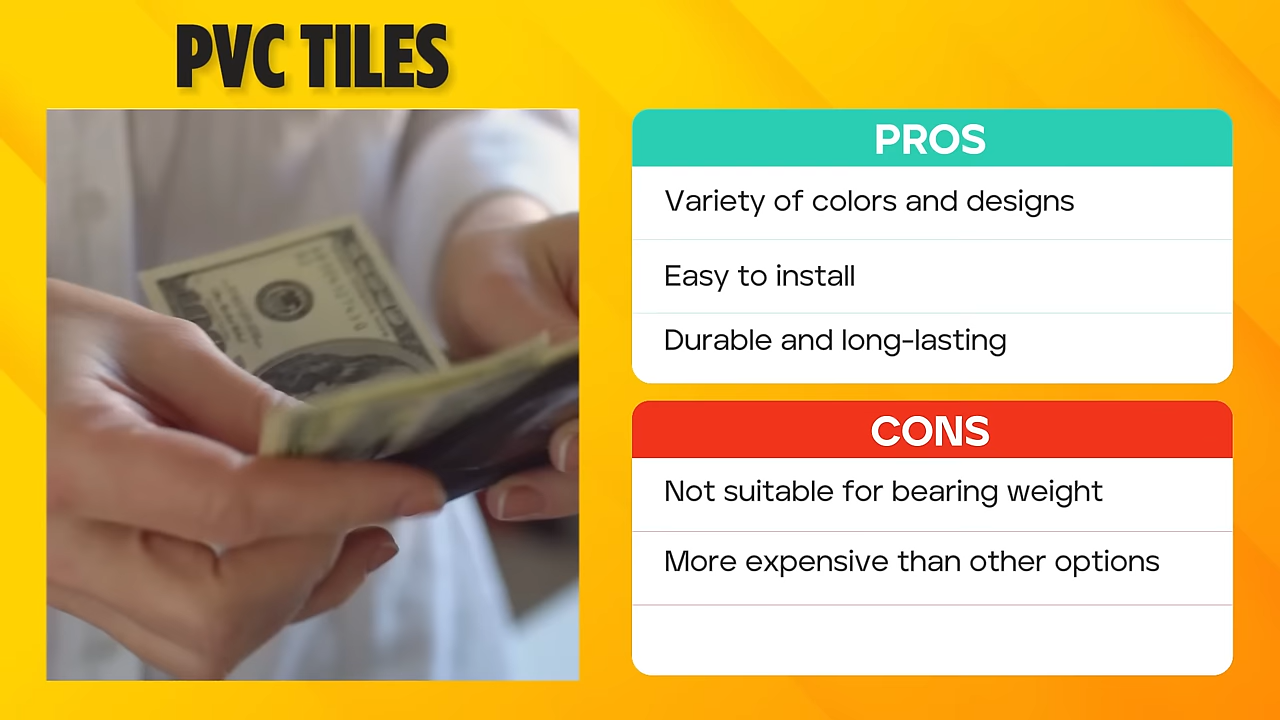 PVC TILES
PROS
Variety of colors and designs
Easy to install
Durable and long-lasting
CONS
Not suitable for bearing weight
More expensive than other options